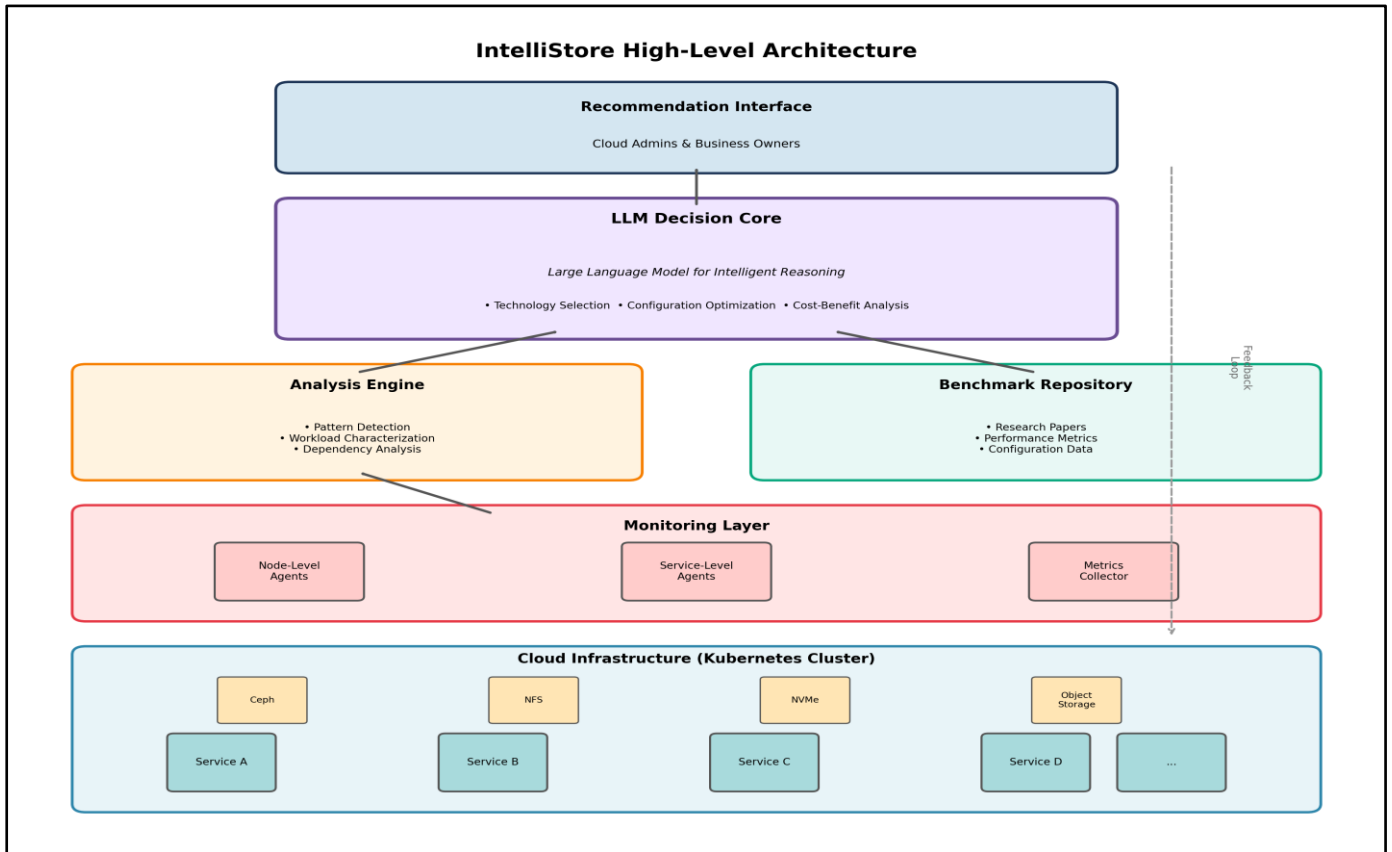 IntelliStore High-Level Architecture
Recommendation Interface
Cloud Admins & Business Owners
LLM Decision Core
Large Language Model for Intelligent Reasoning
• Technology Selection • Configuration Optimization • Cost-Benefit Analysis
Analysis Engine
• Pattern Detection
• Workload Characterization
• Dependency Analysis
Benchmark Repository
• Research Papers
• Performance Metrics
• Configuration Data
Feedback
Loop
Monitoring Layer
Node-Level
Agents
Service-Level
Agents
Metrics
Collector
Cloud Infrastructure (Kubernetes Cluster)
Ceph
NFS
NVMe
Object
Storage
Service A
Service B
Service C
Service D
...